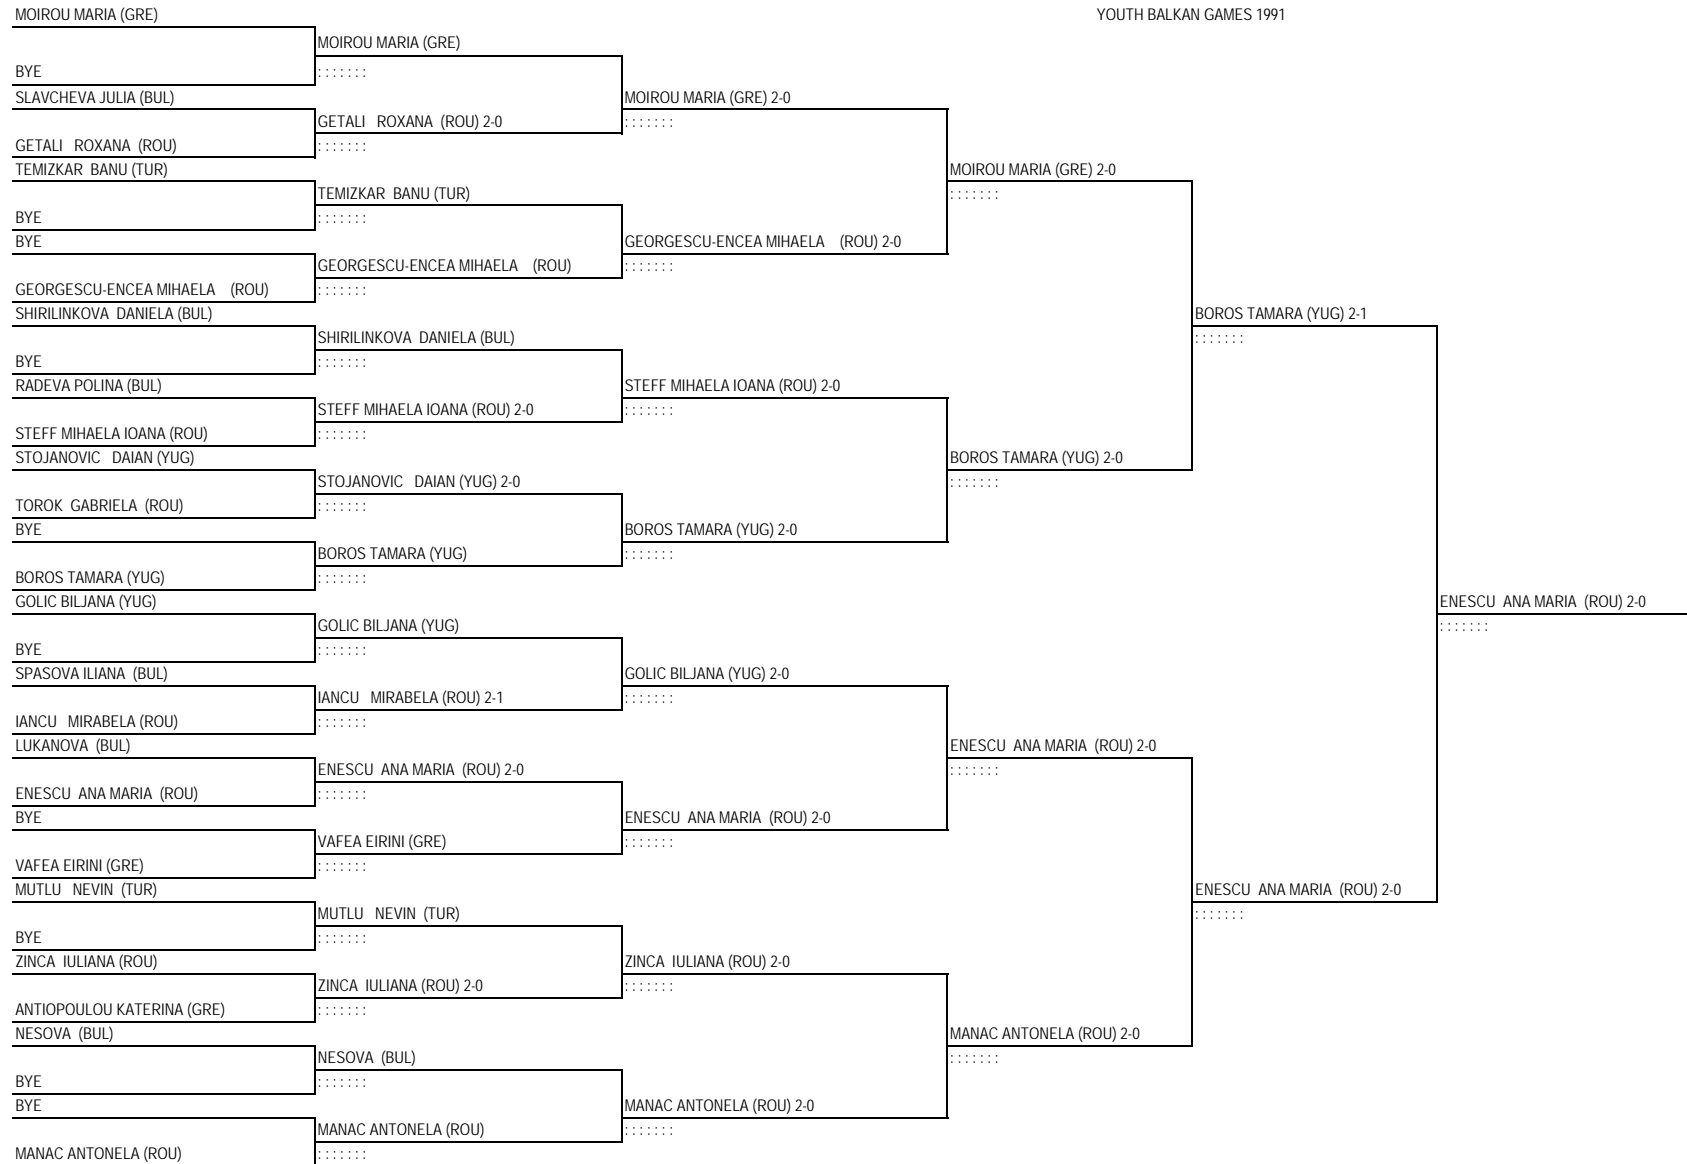 MOIROU MARIA (GRE)
YOUTH BALKAN GAMES 1991
MOIROU MARIA (GRE)
BYE
: : : : : : :
SLAVCHEVA JULIA (BUL)
MOIROU MARIA (GRE) 2-0
GETALI ROXANA (ROU) 2-0
: : : : : : :
GETALI ROXANA (ROU)
: : : : : : :
TEMIZKAR BANU (TUR)
MOIROU MARIA (GRE) 2-0
TEMIZKAR BANU (TUR)
: : : : : : :
BYE
: : : : : : :
BYE
GEORGESCU-ENCEA MIHAELA (ROU) 2-0
GEORGESCU-ENCEA MIHAELA (ROU)
: : : : : : :
GEORGESCU-ENCEA MIHAELA (ROU)
: : : : : : :
SHIRILINKOVA DANIELA (BUL)
BOROS TAMARA (YUG) 2-1
SHIRILINKOVA DANIELA (BUL)
: : : : : : :
BYE
: : : : : : :
RADEVA POLINA (BUL)
STEFF MIHAELA IOANA (ROU) 2-0
STEFF MIHAELA IOANA (ROU) 2-0
: : : : : : :
STEFF MIHAELA IOANA (ROU)
: : : : : : :
STOJANOVIC DAIAN (YUG)
BOROS TAMARA (YUG) 2-0
STOJANOVIC DAIAN (YUG) 2-0
: : : : : : :
TOROK GABRIELA (ROU)
: : : : : : :
BYE
BOROS TAMARA (YUG) 2-0
BOROS TAMARA (YUG)
: : : : : : :
BOROS TAMARA (YUG)
: : : : : : :
GOLIC BILJANA (YUG)
ENESCU ANA MARIA (ROU) 2-0
GOLIC BILJANA (YUG)
: : : : : : :
BYE
: : : : : : :
SPASOVA ILIANA (BUL)
GOLIC BILJANA (YUG) 2-0
IANCU MIRABELA (ROU) 2-1
: : : : : : :
IANCU MIRABELA (ROU)
: : : : : : :
LUKANOVA (BUL)
ENESCU ANA MARIA (ROU) 2-0
ENESCU ANA MARIA (ROU) 2-0
: : : : : : :
ENESCU ANA MARIA (ROU)
: : : : : : :
BYE
ENESCU ANA MARIA (ROU) 2-0
VAFEA EIRINI (GRE)
: : : : : : :
VAFEA EIRINI (GRE)
: : : : : : :
MUTLU NEVIN (TUR)
ENESCU ANA MARIA (ROU) 2-0
MUTLU NEVIN (TUR)
: : : : : : :
BYE
: : : : : : :
ZINCA IULIANA (ROU)
ZINCA IULIANA (ROU) 2-0
ZINCA IULIANA (ROU) 2-0
: : : : : : :
ANTIOPOULOU KATERINA (GRE)
: : : : : : :
NESOVA (BUL)
MANAC ANTONELA (ROU) 2-0
NESOVA (BUL)
: : : : : : :
BYE
: : : : : : :
BYE
MANAC ANTONELA (ROU) 2-0
MANAC ANTONELA (ROU)
: : : : : : :
MANAC ANTONELA (ROU)
: : : : : : :